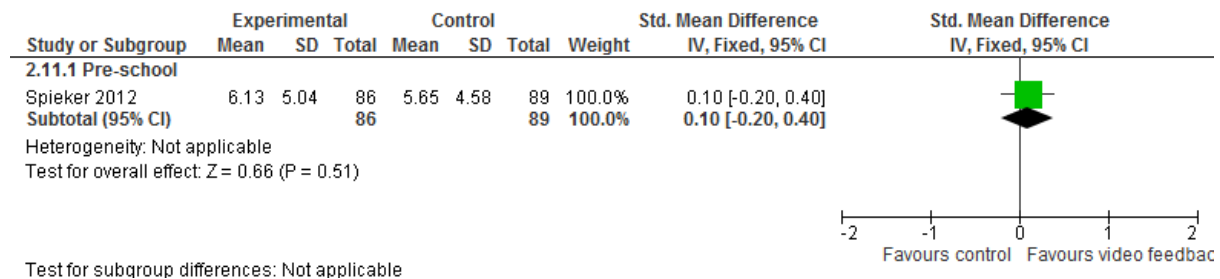 Experimental Control Std. Mean Difference Std. Mean Difference
Study or Subgroup Mean SD Total Mean SD Total Weight IV, Fixed, 95% CI IV, Fixed, 95% CI
2.11.1 Pre-school
Spieker 2012 6.13 5.04 86 5.65 4.58 89 100.0% 0.10 [-0.20, 0.40]
Subtotal (95% CI) 86 89 100.0% 0.10 [-0.20, 0.40]
Heterogeneity: Not applicable
Test for overall effect: Z = 0.66 (P = 0.51)
-2 -1 0 1 2
Favours control Favours video feedbac
Test for subgroup differences: Not applicable